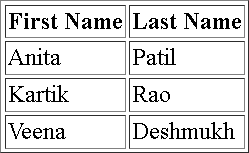 First Name Last Name
Anita Patil
Kartik Rao
Veena Deshmukh